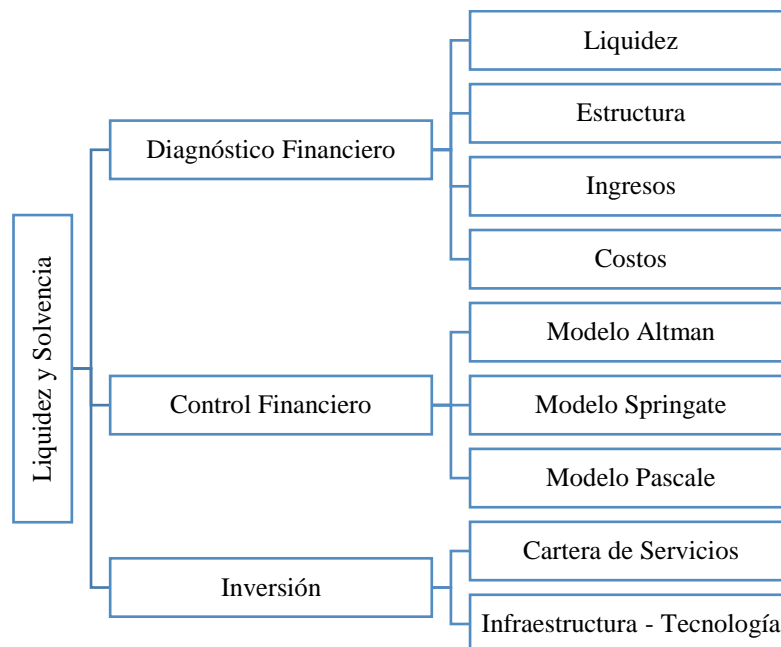 Liquidez y Solvencia
Diagnóstico Financiero
Liquidez
Estructura
Ingresos
Costos
Control Financiero
Modelo Altman
Modelo Springate
Modelo Pascale
Inversión
Cartera de Servicios
Infraestructura - Tecnología